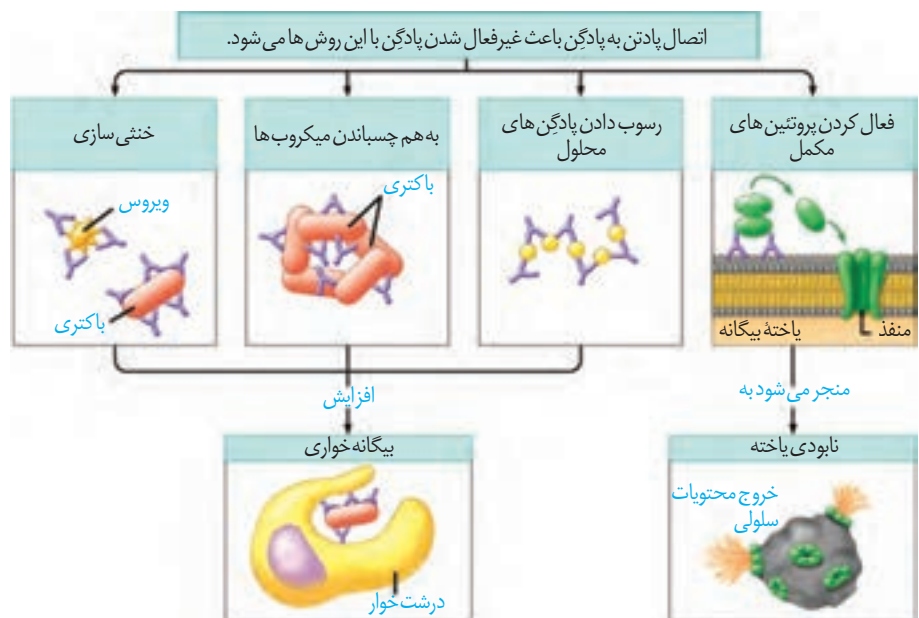 اتصال پادتن به پادگِن باعث غیرفعال شدن پادگِن با این روش ها می شود.
فعال کردن پروتئین های
مکمل
رسوب دادن پادگِن های
محلول
به هم چسباندن میکروب ها
خنثی سازی
منفذ
یاختهٔ بیگانه
باکتری
ویروس
باکتری
منجر می شود به
افزایش
نابودی یاخته
خروج محتویات
سلولی
بیگانه خواری
درشت خوار